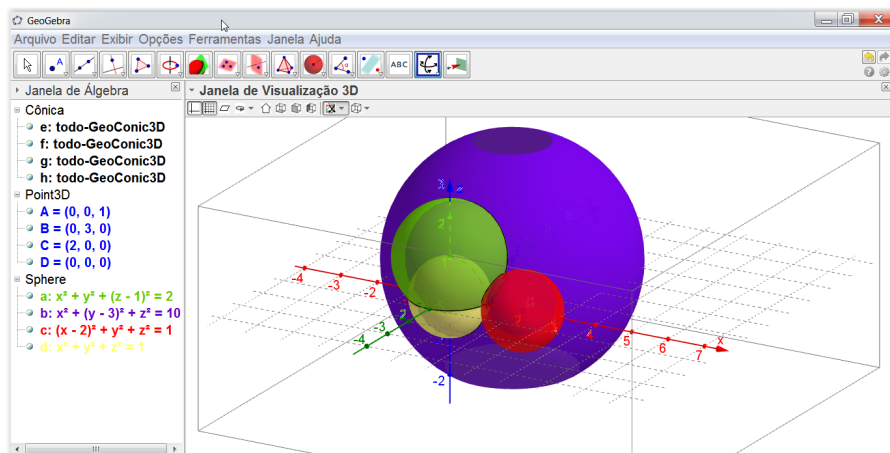 GeoGebra
Arquivo Editar Exibir Opções Ferramentas Janela Ajuda
A
ABC
Janela de Álgebra
Janela de Visualização 3D
Cônica
e: todo-GeoConic3D
f: todo-GeoConic3D
g: todo-GeoConic3D
h: todo-GeoConic3D
Point3D
A = (0, 0, 1)
B = (0, 3, 0)
C = (2, 0, 0)
D = (0, 0, 0)
Sphere
a: x² + y² + (z - 1)² = 2
b: x² + (y - 3)² + z² = 10
c: (x - 2)² + y² + z² = 1
d: x² + y² + z² = 1
2
-4
-3
-2
-4
-3
2
-2
4
5
6
7
x